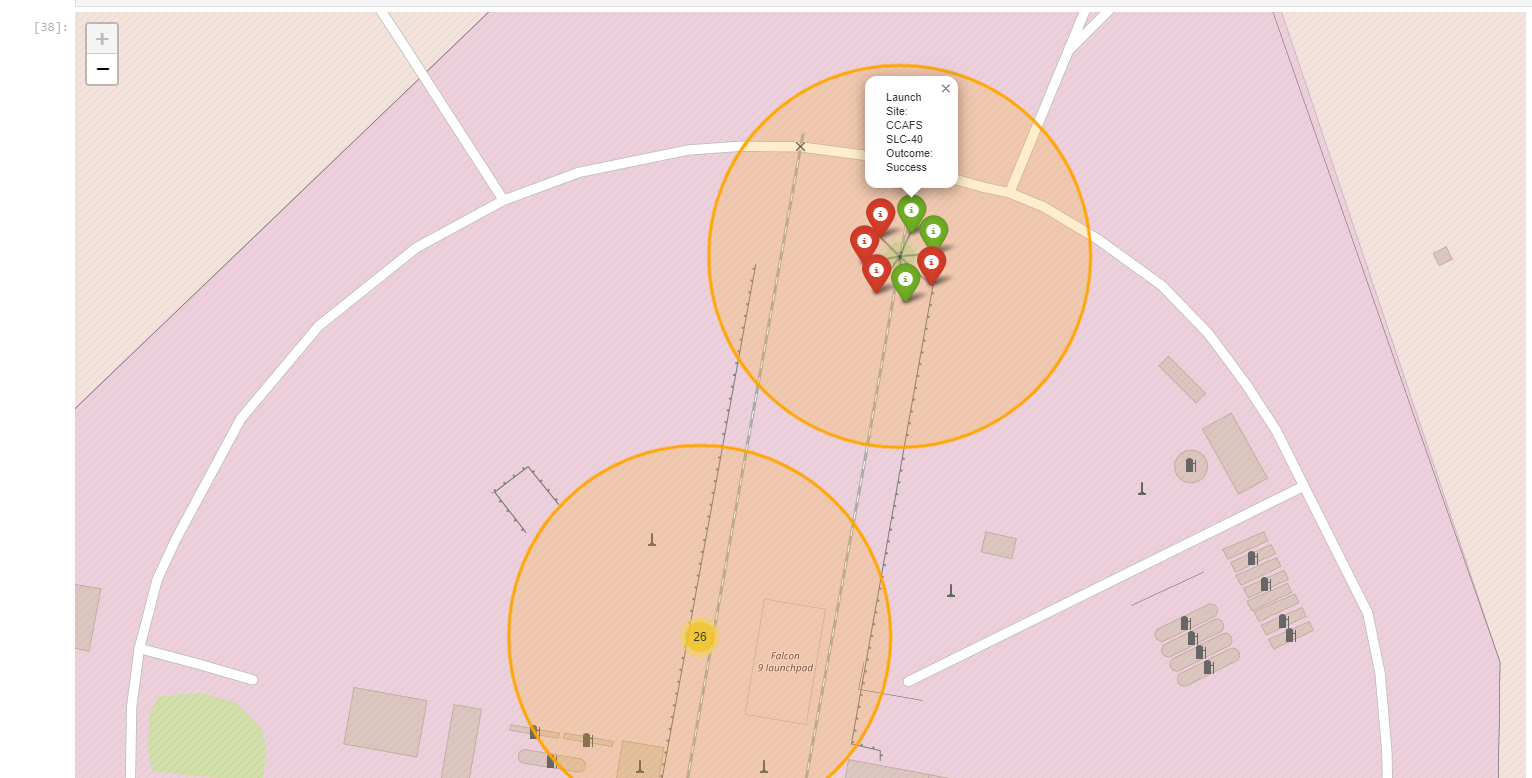 [38]:
+
−
×
Launch
Site:
CCAFS
SLC-40
Outcome:
Success
i
i
i
i
i
i
i
26
Falcon
9 launchpad